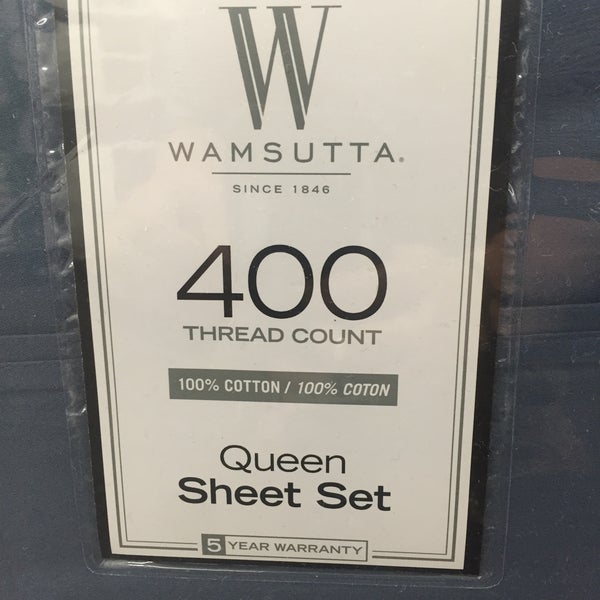 W
WAMSUTTA®
SINCE 1846
400
THREAD COUNT
100% COTTON / 100% COTON
Queen
Sheet Set
5 YEAR WARRANTY